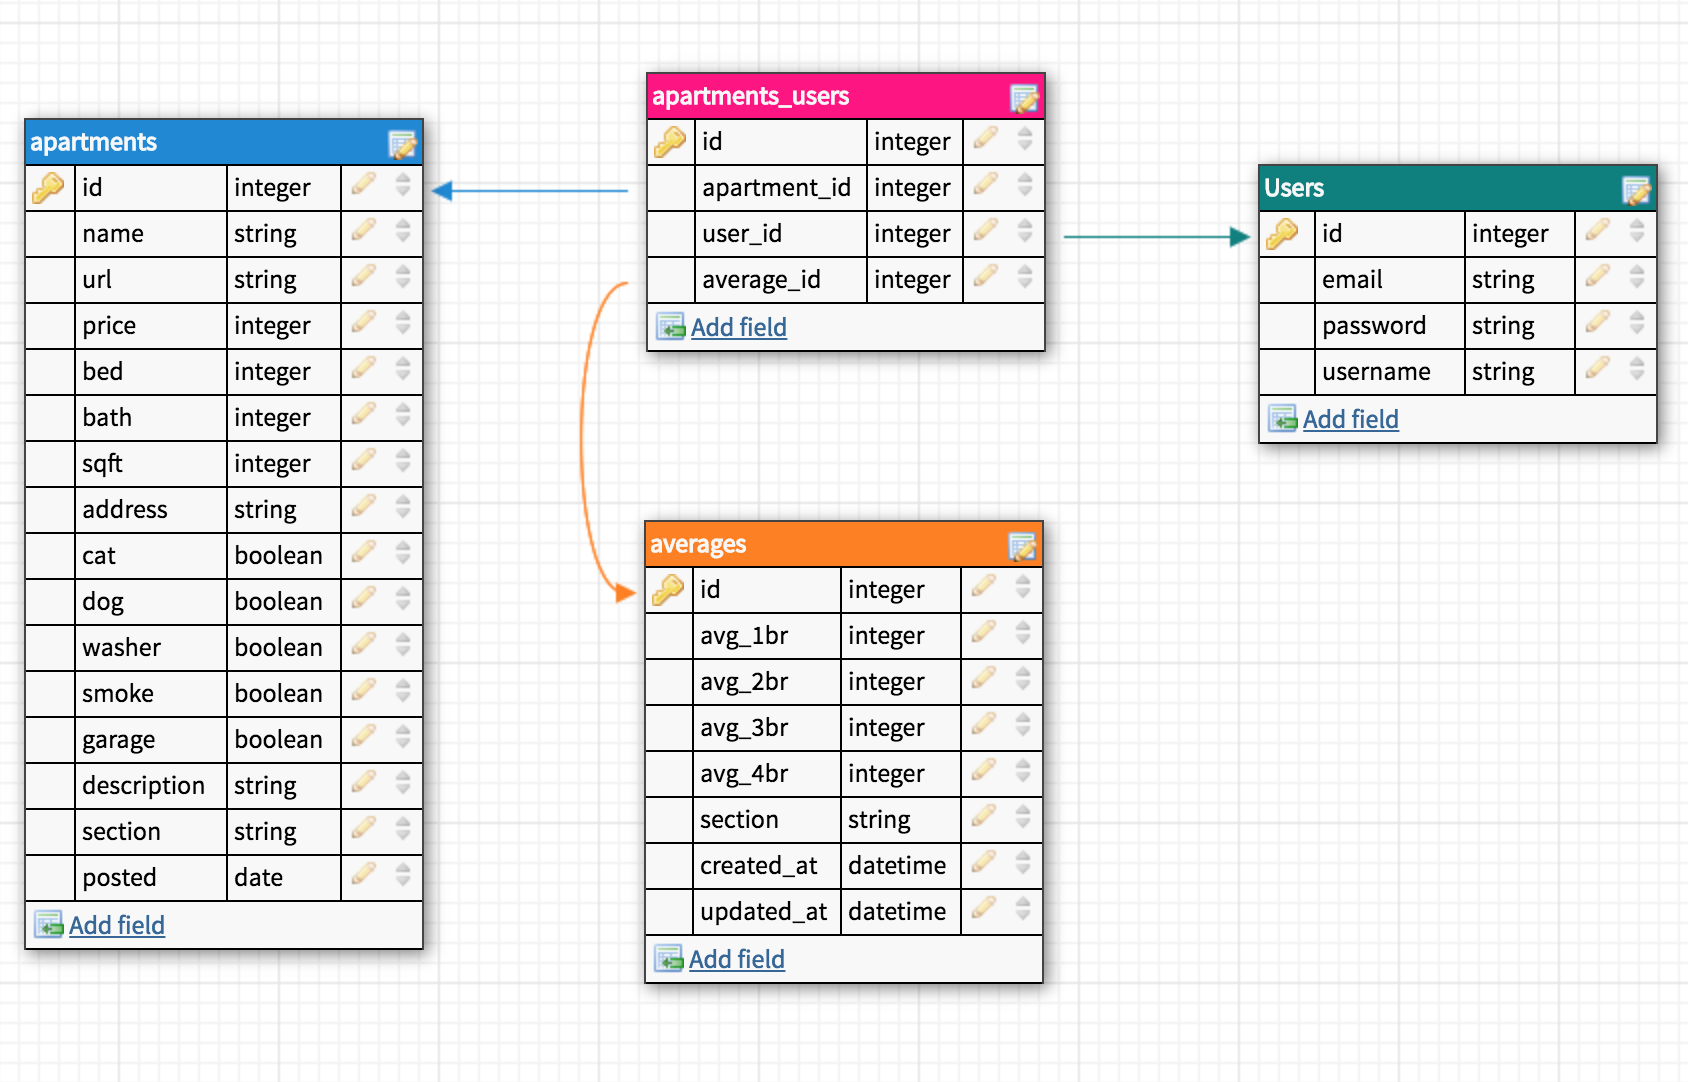 apartments
id integer
name string
url string
price integer
bed integer
bath integer
sqft integer
address string
cat boolean
dog boolean
washer boolean
smoke boolean
garage boolean
description string
section string
posted date
Add field
apartments_users
id integer
apartment_id integer
user_id integer
average_id integer
Add field
averages
id integer
avg_1br integer
avg_2br integer
avg_3br integer
avg_4br integer
section string
created_at datetime
updated_at datetime
Add field
Users
id integer
email string
password string
username string
Add field